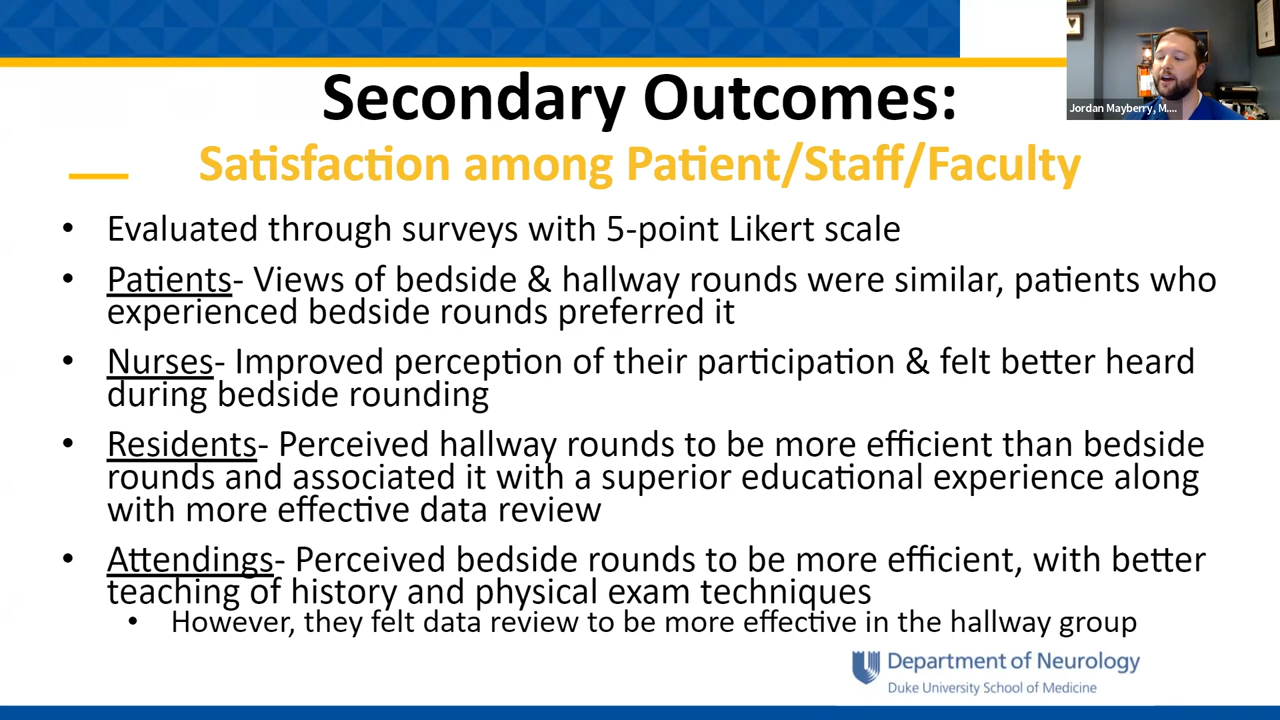 Secondary Outcomes:
Jordan Mayberry, M....
Satisfaction among Patient/Staff/Faculty
• Evaluated through surveys with 5-point Likert scale
• Patients- Views of bedside & hallway rounds were similar, patients who
experienced bedside rounds preferred it
• Nurses- Improved perception of their participation & felt better heard
during bedside rounding
• Residents- Perceived hallway rounds to be more efficient than bedside
rounds and associated it with a superior educational experience along
with more effective data review
• Attendings- Perceived bedside rounds to be more efficient, with better
teaching of history and physical exam techniques
• However, they felt data review to be more effective in the hallway group
Department of Neurology
Duke University School of Medicine